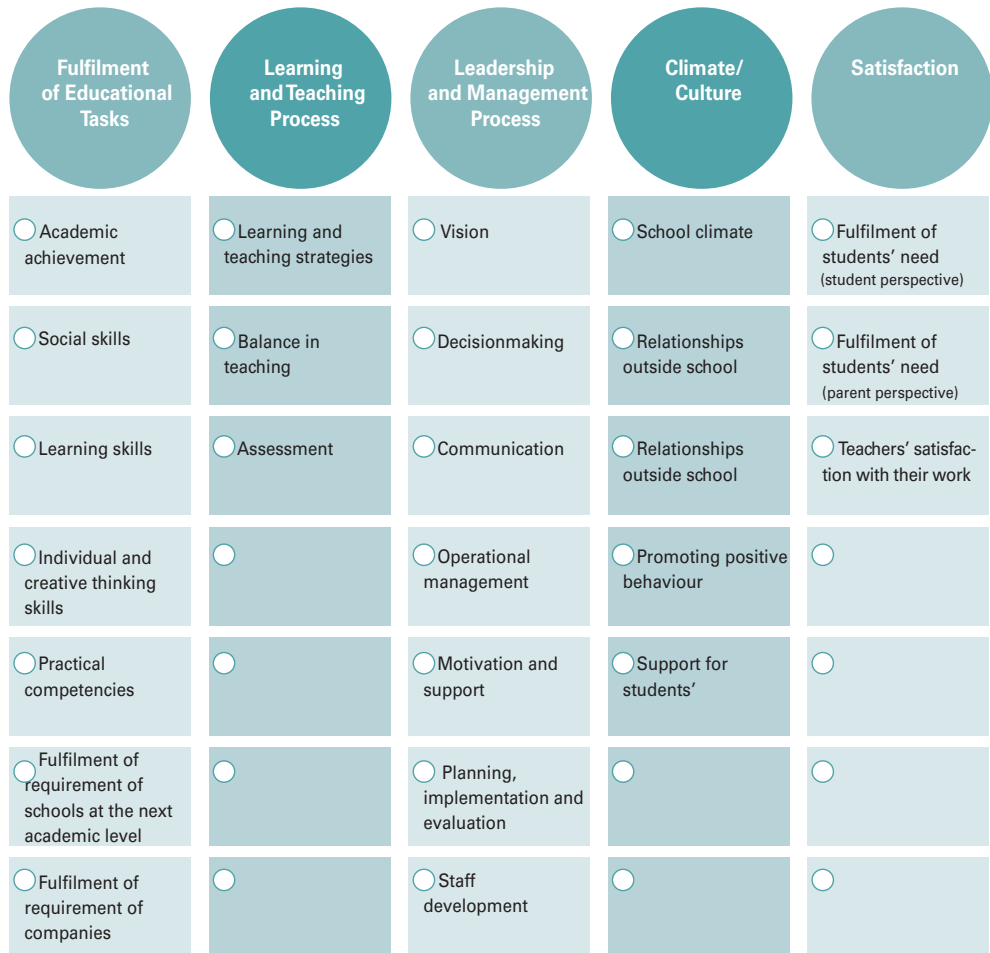 Fulfilment
of Educational
Tasks
Learning
and Teaching
Process
Leadership
and Management
Process
Climate/
Culture
Satisfaction
Academic
achievement
Learning and
teaching strategies
Vision
School climate
Fulfilment of
students’ need
(student perspective)
Social skills
Balance in
teaching
Decisionmaking
Relationships
outside school
Fulfilment of
students’ need
(parent perspective)
Learning skills
Assessment
Communication
Relationships
outside school
Teachers’ satisfac-
tion with their work
Individual and
creative thinking
skills
Operational
management
Promoting positive
behaviour
Practical
competencies
Motivation and
support
Support for
students’
Fulfilment of
requirement of
schools at the next
academic level
Planning,
implementation and
evaluation
Fulfilment of
requirement of
companies
Staff
development